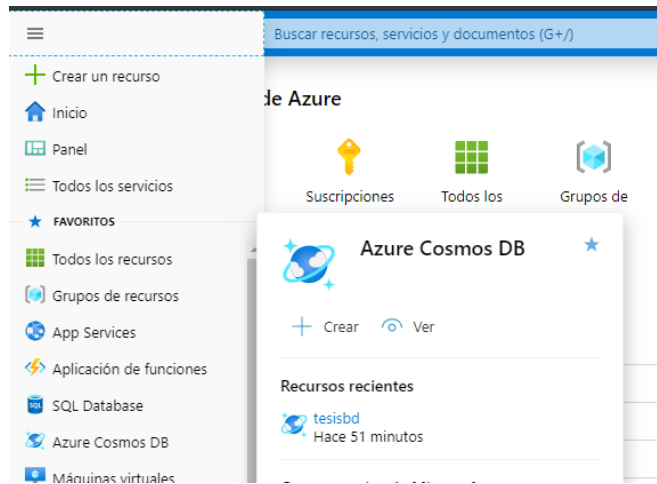 Buscar recursos, servicios y documentos (G+/)
Crear un recurso
Inicio
Panel
Todos los servicios
FAVORITOS
Todos los recursos
Grupos de recursos
App Services
Aplicación de funciones
SQL Database
Azure Cosmos DB
Máquinas virtuales
de Azure
Suscripciones
Todos los
Grupos de
Azure Cosmos DB
Crear
Ver
Recursos recientes
tesisbd
Hace 51 minutos